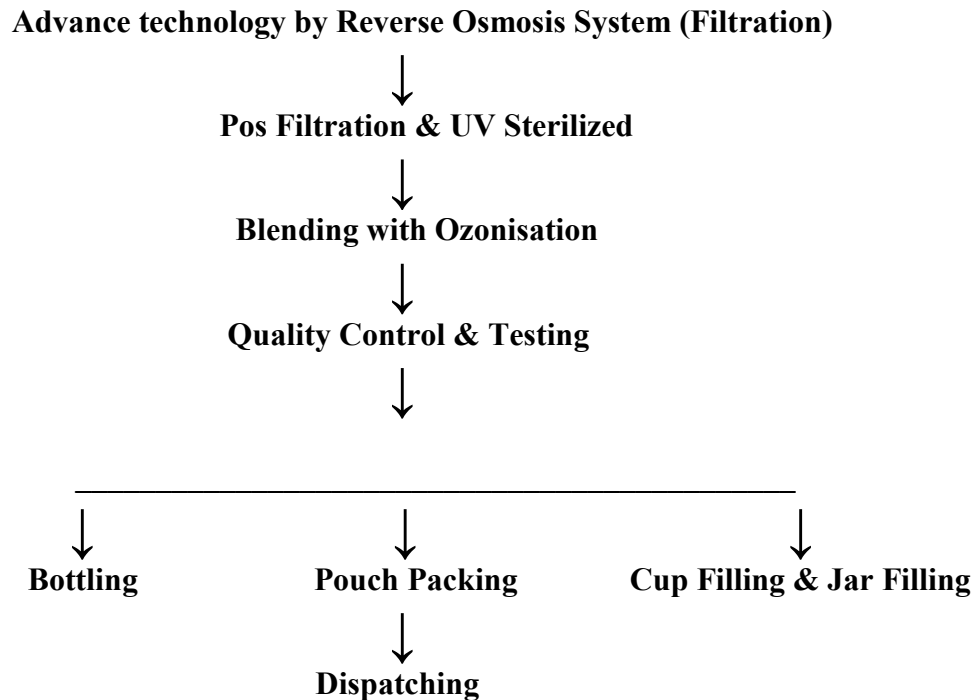 Advance technology by Reverse Osmosis System (Filtration)
Pos Filtration & UV Sterilized
Blending with Ozonisation
Quality Control & Testing
Bottling
Pouch Packing
Cup Filling & Jar Filling
Dispatching